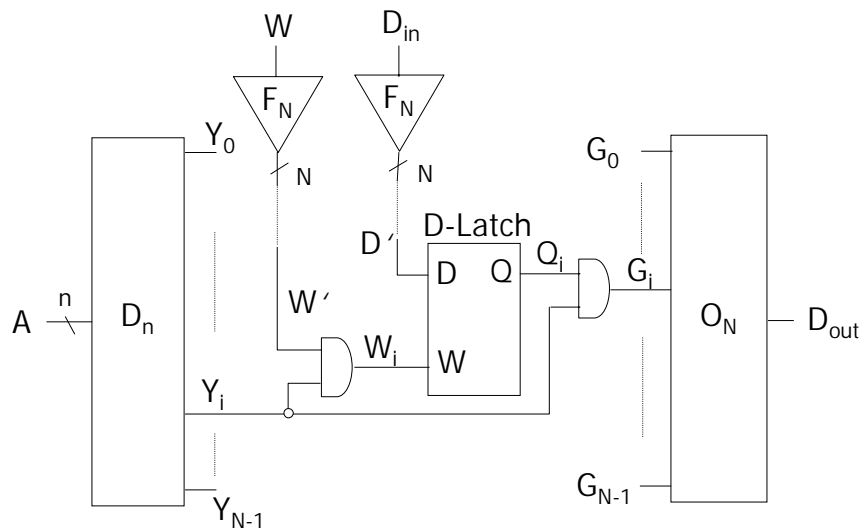 W
D_in
F_N
F_N
Y_0
N
N
G_0
D-Latch
D'
D
Q
Q_i
G_i
n
A
D_n
W'
O_N
D_out
W_i
W
Y_i
Y_N-1
G_N-1